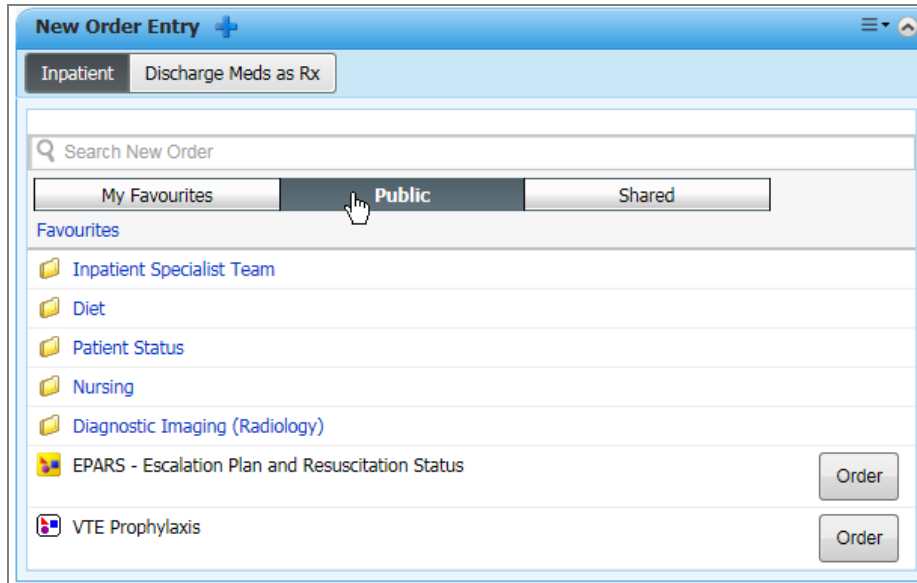 New Order Entry
Inpatient Discharge Meds as Rx
Search New Order
My Favourites Public Shared
Favourites
Inpatient Specialist Team
Diet
Patient Status
Nursing
Diagnostic Imaging (Radiology)
EPARS - Escalation Plan and Resuscitation Status Order
VTE Prophylaxis Order